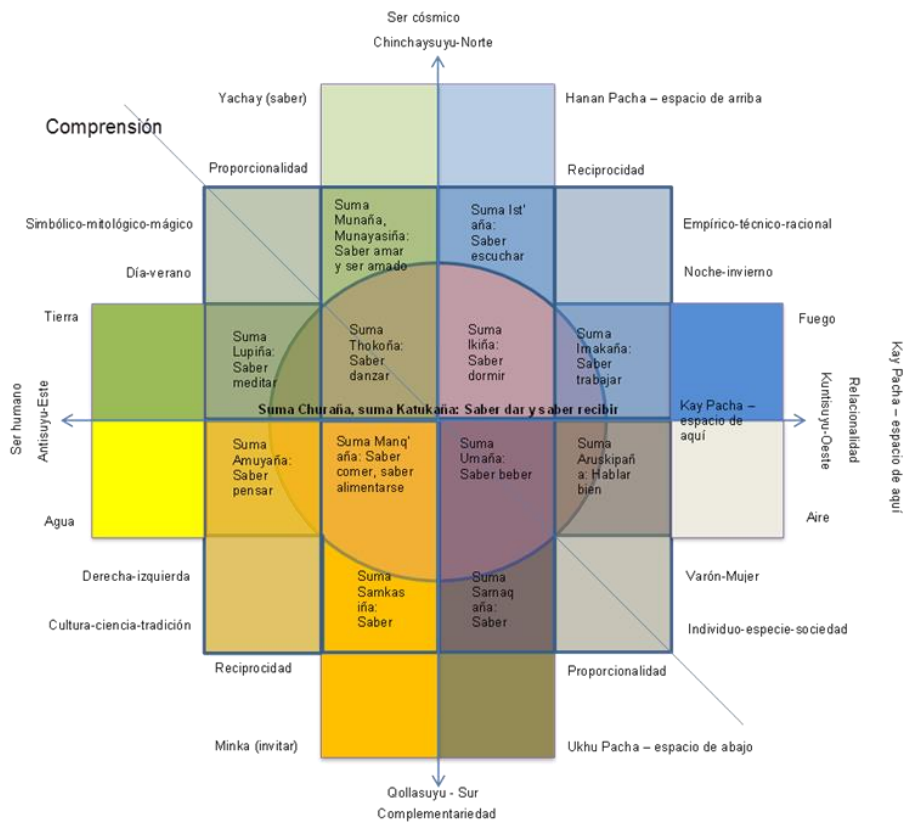 Ser cósmico
Chinchaysuyu-Norte
Yachay (saber)
Hanan Pacha – espacio de arriba
Comprensión
Proporcionalidad
Reciprocidad
Simbólico-mitológico-mágico
Suma
Munaña,
Munayasiña:
Saber amar
y ser amado
Suma Ist'
aña:
Saber
escuchar
Empírico-técnico-racional
Día-verano
Noche-invierno
Tierra
Fuego
Suma
Lupiña:
Saber
meditar
Suma
Thokoña:
Saber
danzar
Suma
Ikiña:
Saber
dormir
Suma
Imakaña:
Saber
trabajar
Suma Churaña, suma Katukaña: Saber dar y saber recibir
Kay Pacha –
espacio de
aquí
Ser humano
Antisuyu-Este
Kuntisuyu-Oeste
Relacionalidad
Kay Pacha – espacio de aquí
Suma
Amuyaña:
Saber
pensar
Suma Manq'
aña: Saber
comer, saber
alimentarse
Suma
Umaña:
Saber beber
Suma
Aruskipañ
a: Hablar
bien
Agua
Aire
Derecha-izquierda
Suma
Samkas
iña:
Saber
Suma
Samaq
aña:
Saber
Varón-Mujer
Cultura-ciencia-tradición
Individuo-especie-sociedad
Reciprocidad
Proporcionalidad
Minka (invitar)
Ukhu Pacha – espacio de abajo
Qollasuyu - Sur
Complementariedad